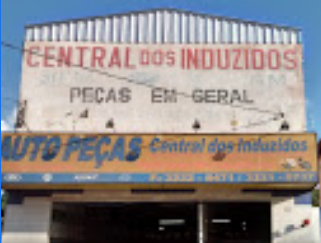 CENTRAL DOS INDUZIDOS
PEÇAS EM GERAL
AUTO PEÇAS Central dos Induzidos